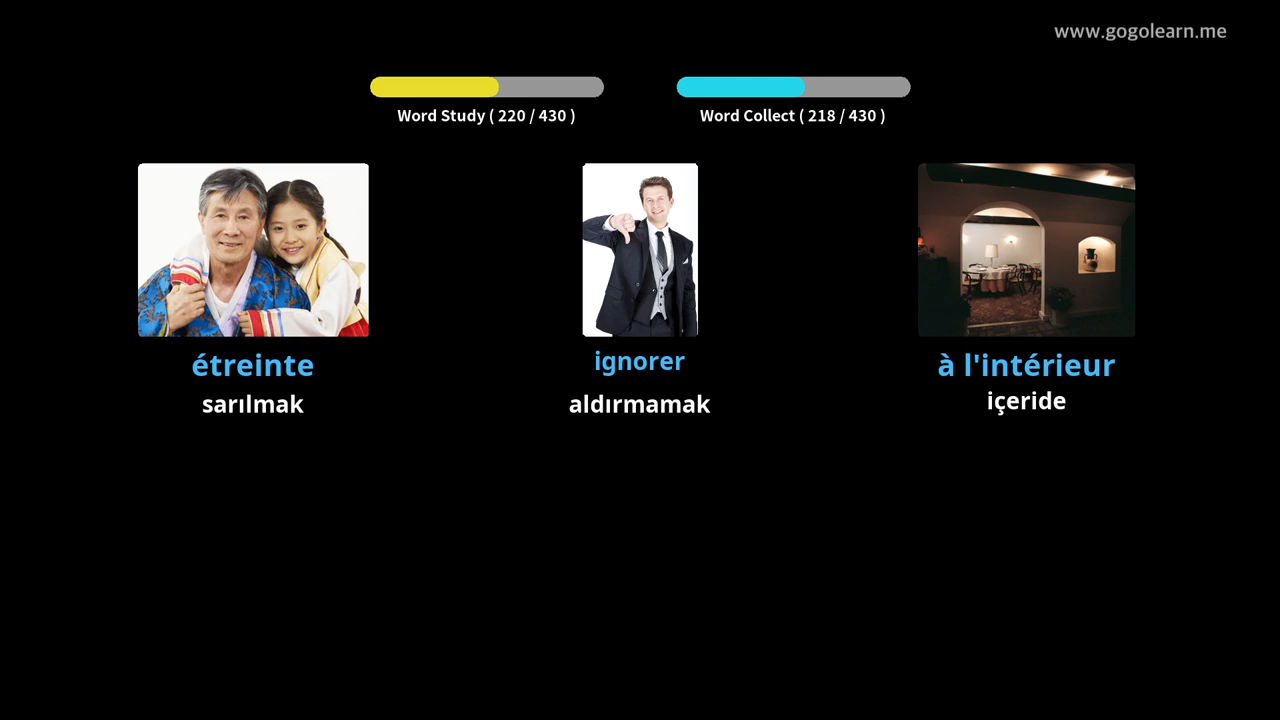 www.gogolearn.me
Word Study ( 220 / 430 )
Word Collect ( 218 / 430 )
étreinte
sarılmak
ignorer
aldırmamak
à l'intérieur
içeride